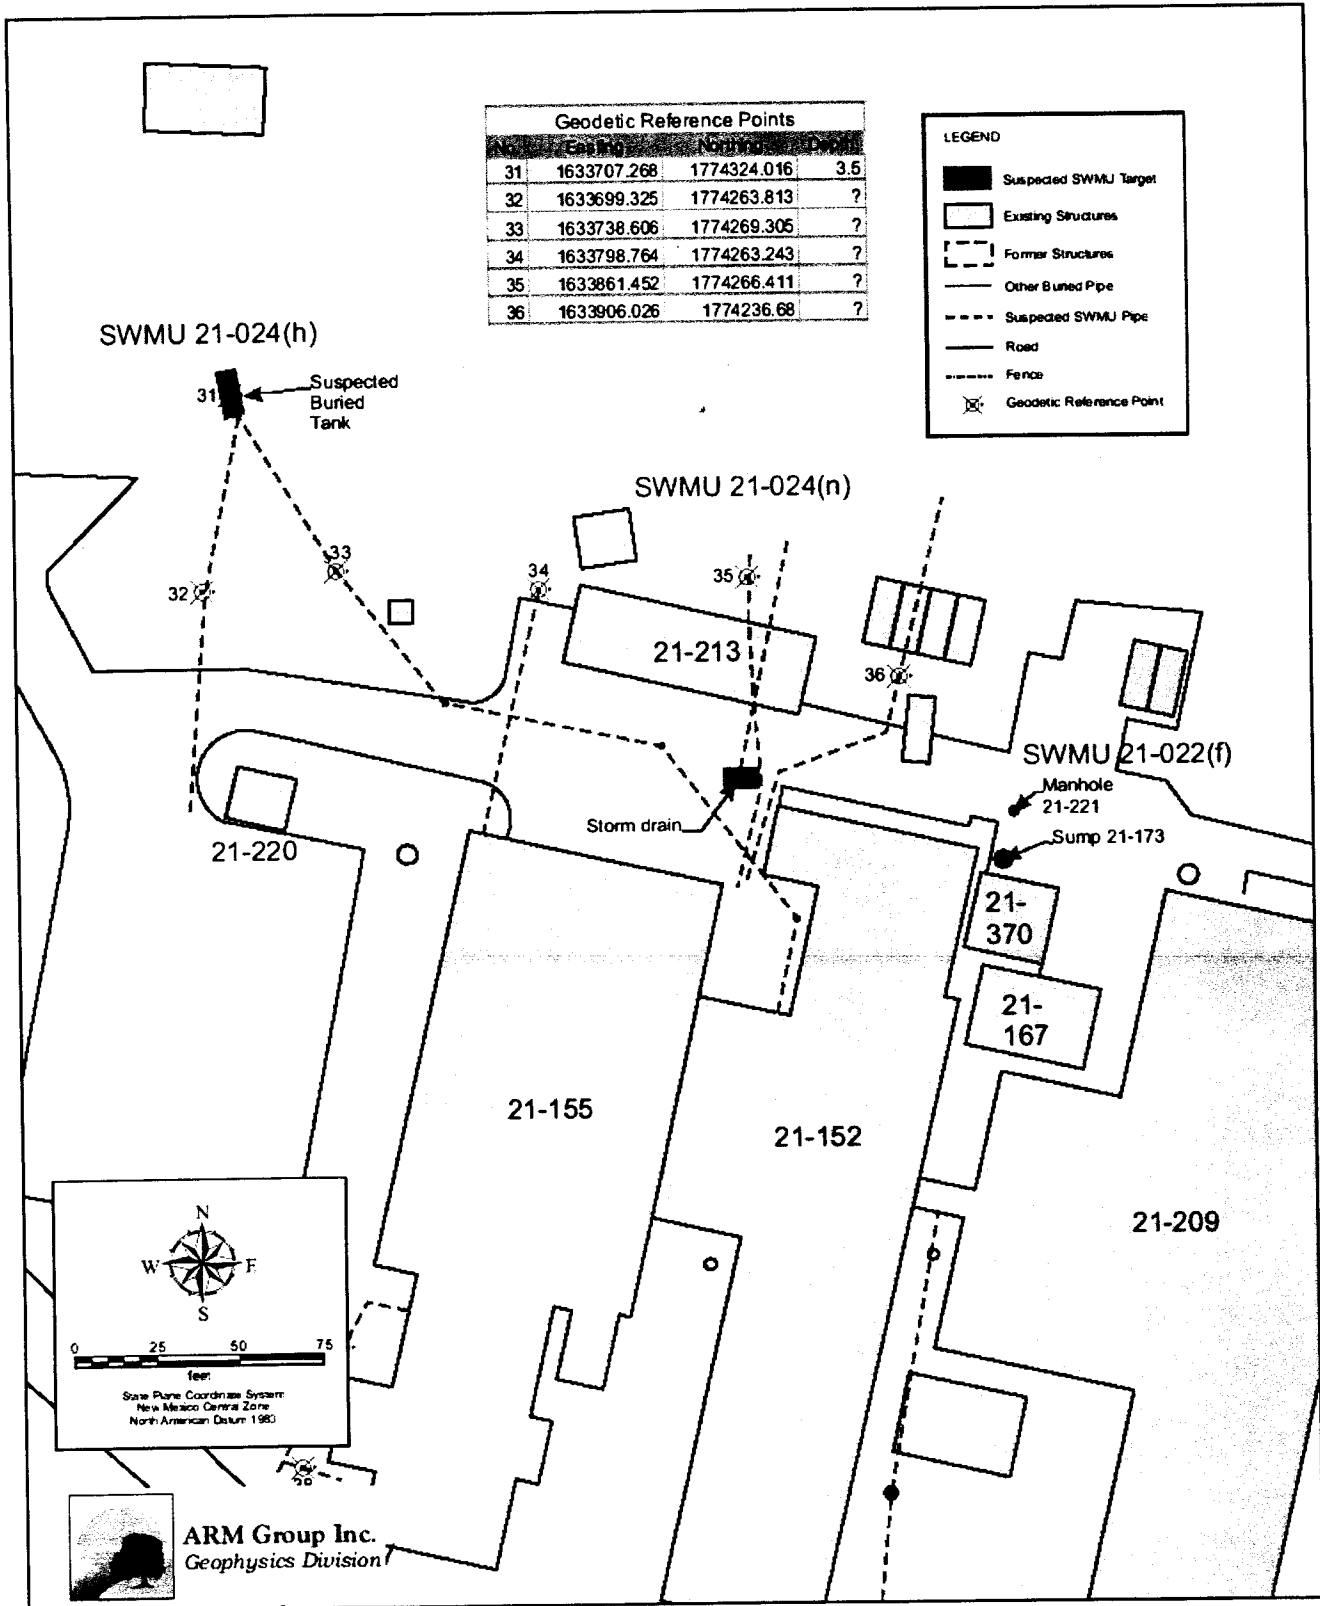 Geodetic Reference Points
No. Easting Northing Depth
31 1633707.268 1774324.016 3.5
32 1633699.325 1774263.813 ?
33 1633738.606 1774269.305 ?
34 1633798.764 1774263.243 ?
35 1633861.452 1774266.411 ?
36 1633906.026 1774236.68 ?
LEGEND
Suspected SWMU Target
Existing Structures
Former Structures
Other Buried Pipe
Suspected SWMU Pipe
Road
Fence
Geodetic Reference Point
SWMU 21-024(h)
31
Suspected
Buried
Tank
SWMU 21-024(n)
33
34
35
32
21-213
36
SWMU 21-022(f)
Manhole
21-221
Storm drain
Sump 21-173
21-220
21-
370
21-
167
21-155
21-152
21-209
N
W E
S
0 25 50 75
feet
State Plane Coordinate System
New Mexico Central Zone
North American Datum 1983
ARM Group Inc.
Geophysics Division